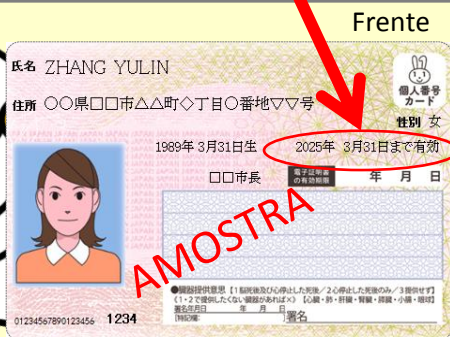 Frente
氏名 ZHANG YULIN
個人番号
カード
住所 〇〇県□□市△△町◇丁目〇番地▽▽号
性別 女
1989年 3月31日生 2025年 3月31日まで有効
□□市長 電子証明書
の有効期限 年 月 日
AMOSTRA
●臓器提供意思【1 脳死後及び心停止した死後／2 心停止した死後のみ／3 提供せず】
《1・2で提供したくない臓器があれば×》【心臓・肺・肝臓・腎臓・膵臓・小腸・眼球】
署名年月日 年 月 日
[特記欄: ]署名
01234567890123456 1234